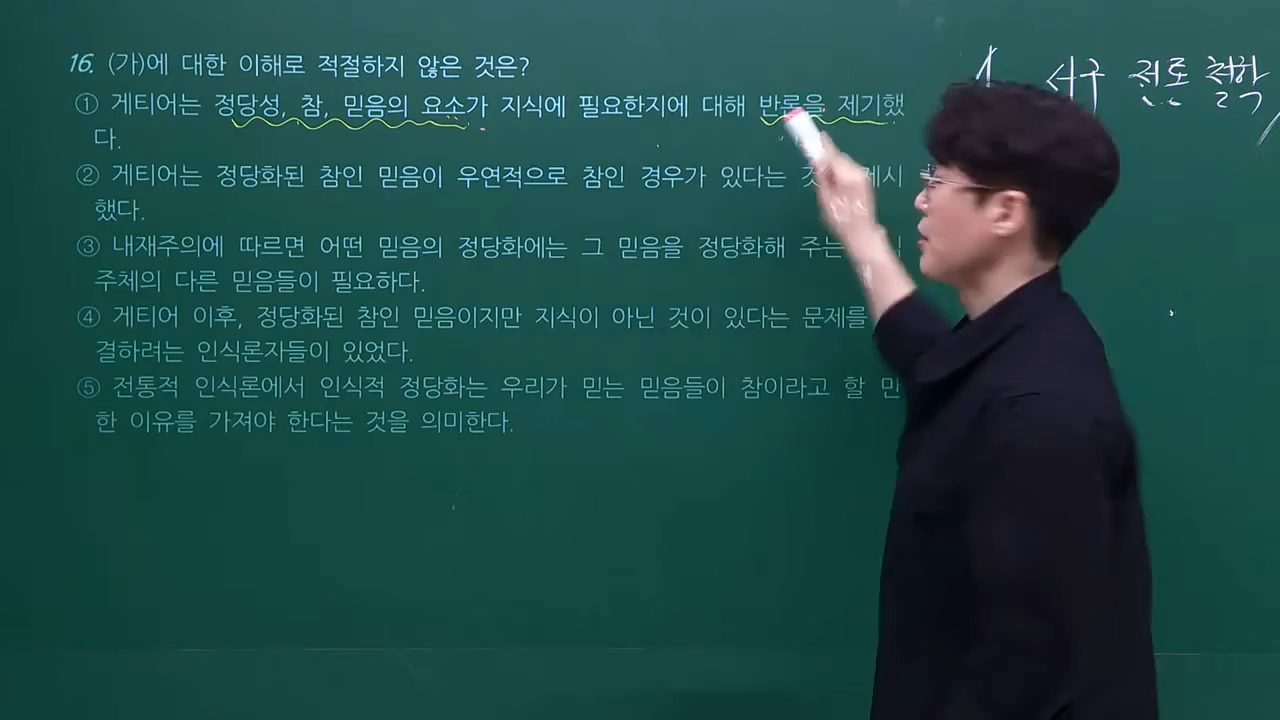 16. (가)에 대한 이해로 적절하지 않은 것은?
① 게티어는 정당성, 참, 믿음의 요소가 지식에 필요한지에 대해 반론을 제기했
다.
② 게티어는 정당화된 참인 믿음이 우연적으로 참인 경우가 있다는
했다.
③ 내재주의에 따르면 어떤 믿음의 정당화에는 그 믿음을 정당화해 주는
주체의 다른 믿음들이 필요하다.
④ 게티어 이후, 정당화된 참인 믿음이지만 지식이 아닌 것이 있다는 문제를
결하려는 인식론자들이 있었다.
⑤ 전통적 인식론에서 인식적 정당화는 우리가 믿는 믿음들이 참이라고 할 만
한 이유를 가져야 한다는 것을 의미한다.
서구 전통 철학